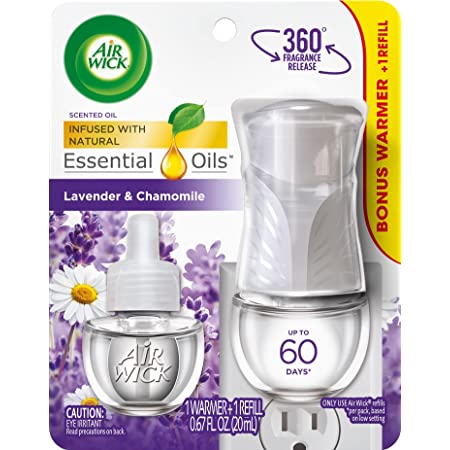 AIR
WICK
®
SCENTED OIL
INFUSED WITH
NATURAL
Essential Oils™
Lavender & Chamomile
360°
FRAGRANCE
RELEASE
BONUS WARMER +1 REFILL
AIR
WICK
UP TO
60
DAYS*
CAUTION:
EYE IRRITANT
Read precautions on back.
1 WARMER + 1 REFILL
0.67 FL OZ (20mL)
ONLY USE Air Wick® refills
*per pack, based
on low setting